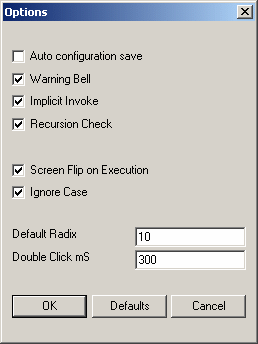 Options
Auto configuration save
Warning Bell
Implicit Invoke
Recursion Check
Screen Flip on Execution
Ignore Case
Default Radix 10
Double Click mS 300
OK Defaults Cancel